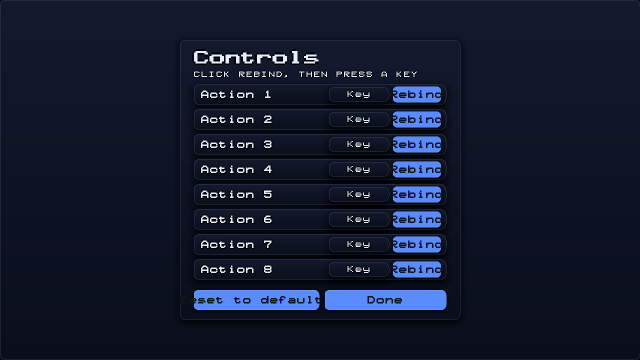 Controls
CLICK REBIND, THEN PRESS A KEY
Action 1 Key Rebind
Action 2 Key Rebind
Action 3 Key Rebind
Action 4 Key Rebind
Action 5 Key Rebind
Action 6 Key Rebind
Action 7 Key Rebind
Action 8 Key Rebind
eset to default Done